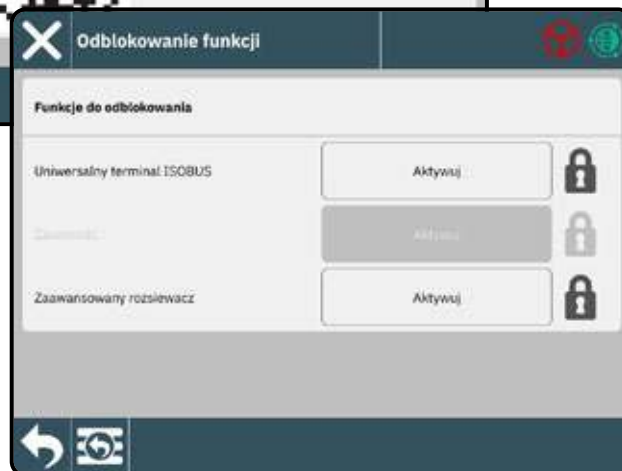 Odblokowanie funkcji
Funkcje do odblokowania
Uniwersalny terminal ISOBUS
Aktywuj
Aktywuj
Zaawansowany rozsiewacz
Aktywuj